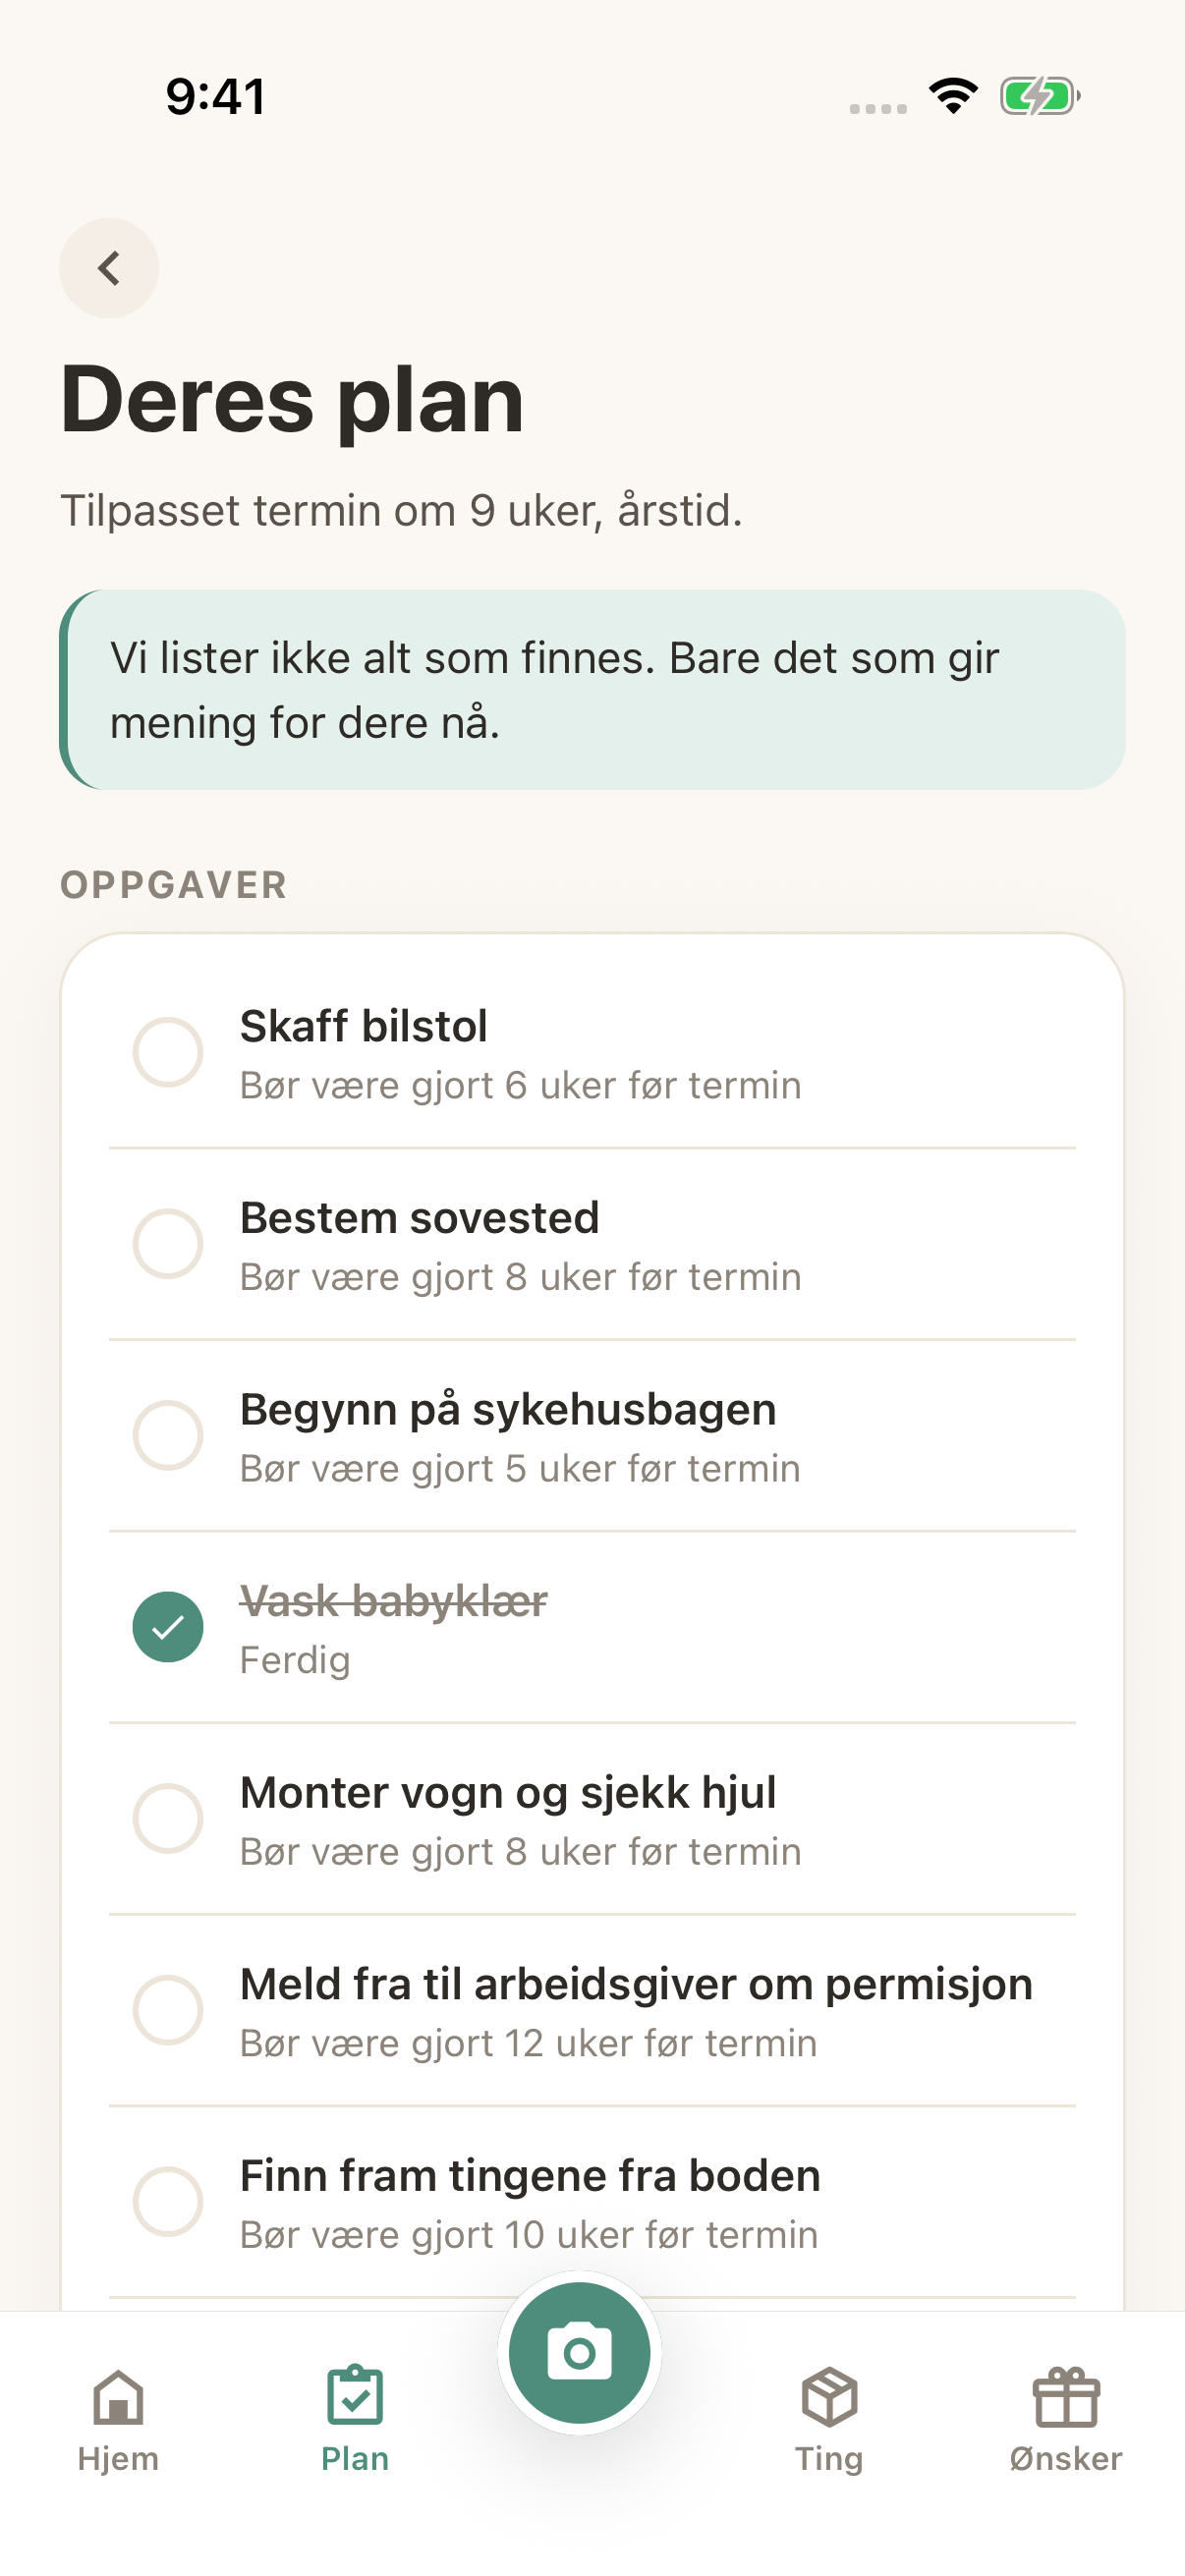 9:41
Deres plan
Tilpasset termin om 9 uker, årstid.
Vi lister ikke alt som finnes. Bare det som gir
mening for dere nå.
OPPGAVER
Skaff bilstol
Bør være gjort 6 uker før termin
Bestem sovested
Bør være gjort 8 uker før termin
Begynn på sykehusbagen
Bør være gjort 5 uker før termin
Vask babyklær
Ferdig
Monter vogn og sjekk hjul
Bør være gjort 8 uker før termin
Meld fra til arbeidsgiver om permisjon
Bør være gjort 12 uker før termin
Finn fram tingene fra boden
Bør være gjort 10 uker før termin
Hjem
Plan
Ting
Ønsker